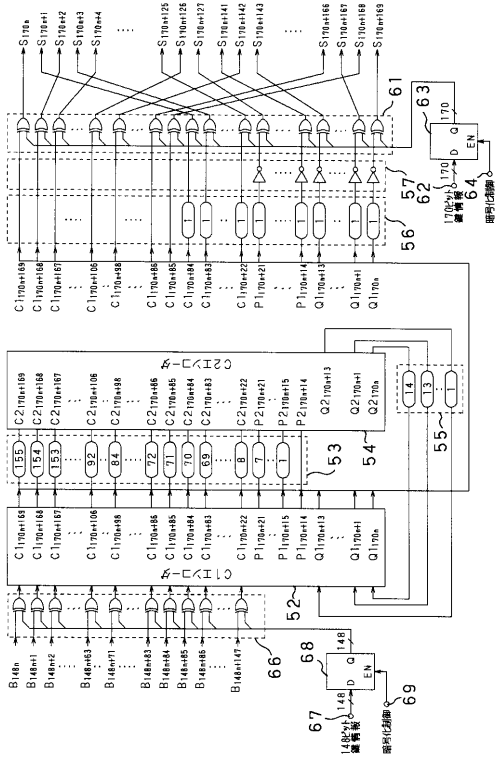 B148n
B148n+1
B148n+2
B148n+63
B148n+71
B148n+83
B148n+84
B148n+85
B148n+86
B148n+147
66
67
148ビット
鍵情報
148
D Q
EN
148
68
暗号化制御
69
C1エンコーダ
52
C1170n+169
C1170n+168
C1170n+167
C1170n+106
C1170n+98
C1170n+86
C1170n+85
C1170n+84
C1170n+83
C1170n+22
P1170n+21
P1170n+15
P1170n+14
Q1170n+13
Q1170n+1
Q1170n
155
154
153
92
84
72
71
70
69
8
7
1
53
C2170n+169
C2170n+168
C2170n+167
C2170n+106
C2170n+98
C2170n+86
C2170n+85
C2170n+84
C2170n+83
C2170n+22
P2170n+21
P2170n+15
P2170n+14
Q2170n+13
Q2170n+1
Q2170n
C2エンコーダ
54
14
13
1
55
C1170n+169
C1170n+168
C1170n+167
C1170n+106
C1170n+98
C1170n+86
C1170n+85
C1170n+84
C1170n+83
C1170n+22
P1170n+21
P1170n+14
Q1170n+13
Q1170n+1
Q1170n
1
1
1
1
1
1
1
1
56
57
62
170ビット
鍵情報
170
D Q
EN
170
63
暗号化制御
64
61
S170n
S170n+1
S170n+2
S170n+3
S170n+4
S170n+125
S170n+126
S170n+127
S170n+141
S170n+142
S170n+143
S170n+166
S170n+167
S170n+168
S170n+169